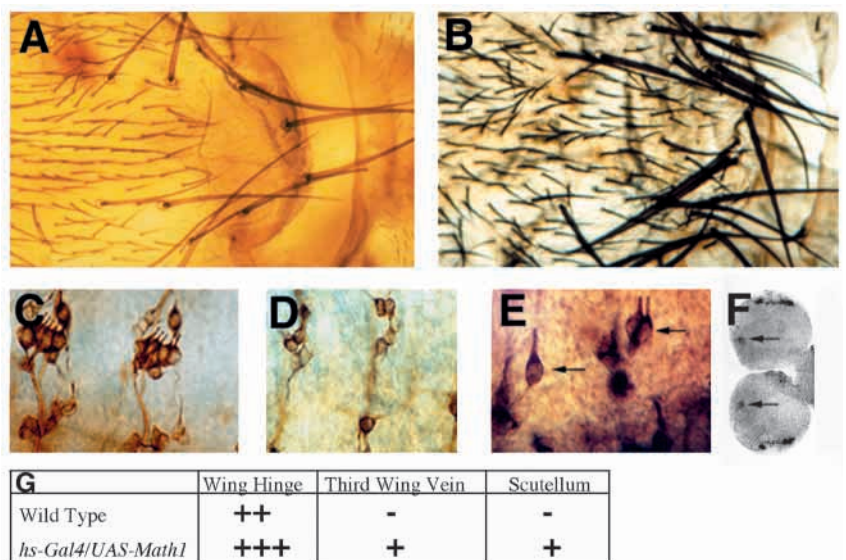 A
B
C
D
E
F
G Wing Hinge Third Wing Vein Scutellum
Wild Type ++ - -
hs-Gal4/UAS-Math1 +++ + +